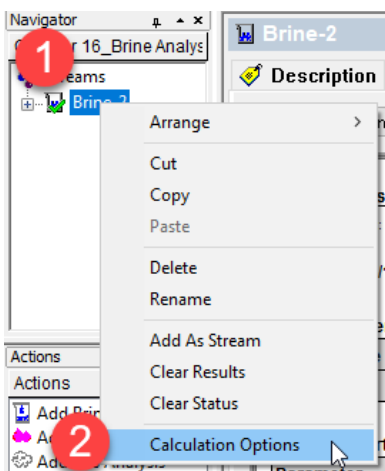 Navigator
r 16_Brine Analys
Streams
Brine-2
Brine-2
Description
Arrange
Cut
Copy
Paste
Delete
Rename
Add As Stream
Clear Results
Clear Status
Calculation Options
Actions
Actions
Add Brin
Analysis
1
2